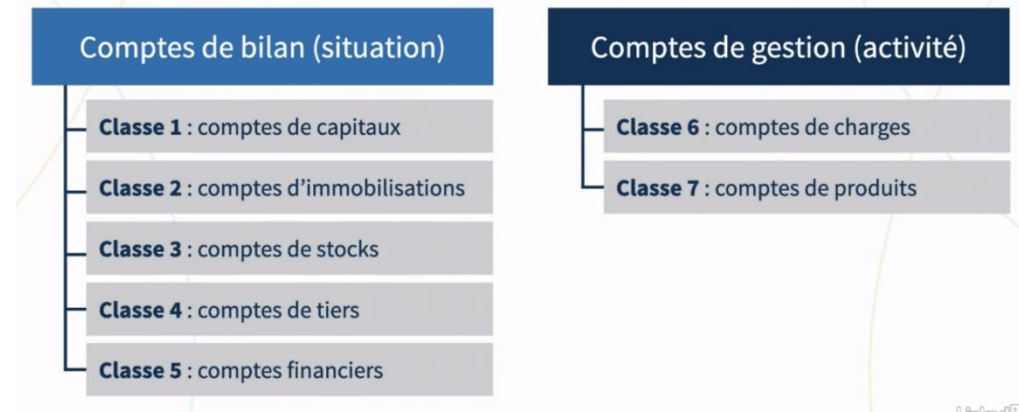 Comptes de bilan (situation)
Classe 1 : comptes de capitaux
Classe 2 : comptes d’immobilisations
Classe 3 : comptes de stocks
Classe 4 : comptes de tiers
Classe 5 : comptes financiers
Comptes de gestion (activité)
Classe 6 : comptes de charges
Classe 7 : comptes de produits